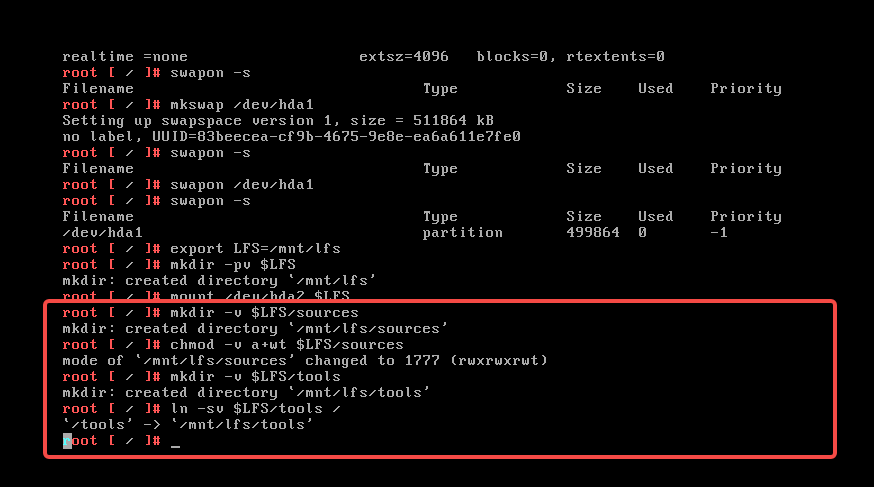 realtime =none extsz=4096 blocks=0, rtextents=0
root [ / ]# swapon -s
Filename Type Size Used Priority
root [ / ]# mkswap /dev/hda1
Setting up swapspace version 1, size = 511864 kB
no label, UUID=83beecea-cf9b-4675-9e8e-ea6a611e7fe0
root [ / ]# swapon -s
Filename Type Size Used Priority
root [ / ]# swapon /dev/hda1
root [ / ]# swapon -s
Filename Type Size Used Priority
/dev/hda1 partition 499864 0 -1
root [ / ]# export LFS=/mnt/lfs
root [ / ]# mkdir -pv $LFS
mkdir: created directory `/mnt/lfs'
root [ / ]# mount /dev/hda2 $LFS
root [ / ]# mkdir -v $LFS/sources
mkdir: created directory `/mnt/lfs/sources'
root [ / ]# chmod -v a+wt $LFS/sources
mode of `/mnt/lfs/sources' changed to 1777 (rwxrwxrwt)
root [ / ]# mkdir -v $LFS/tools
mkdir: created directory `/mnt/lfs/tools'
root [ / ]# ln -sv $LFS/tools /
`/tools' -> `/mnt/lfs/tools'
root [ / ]# _